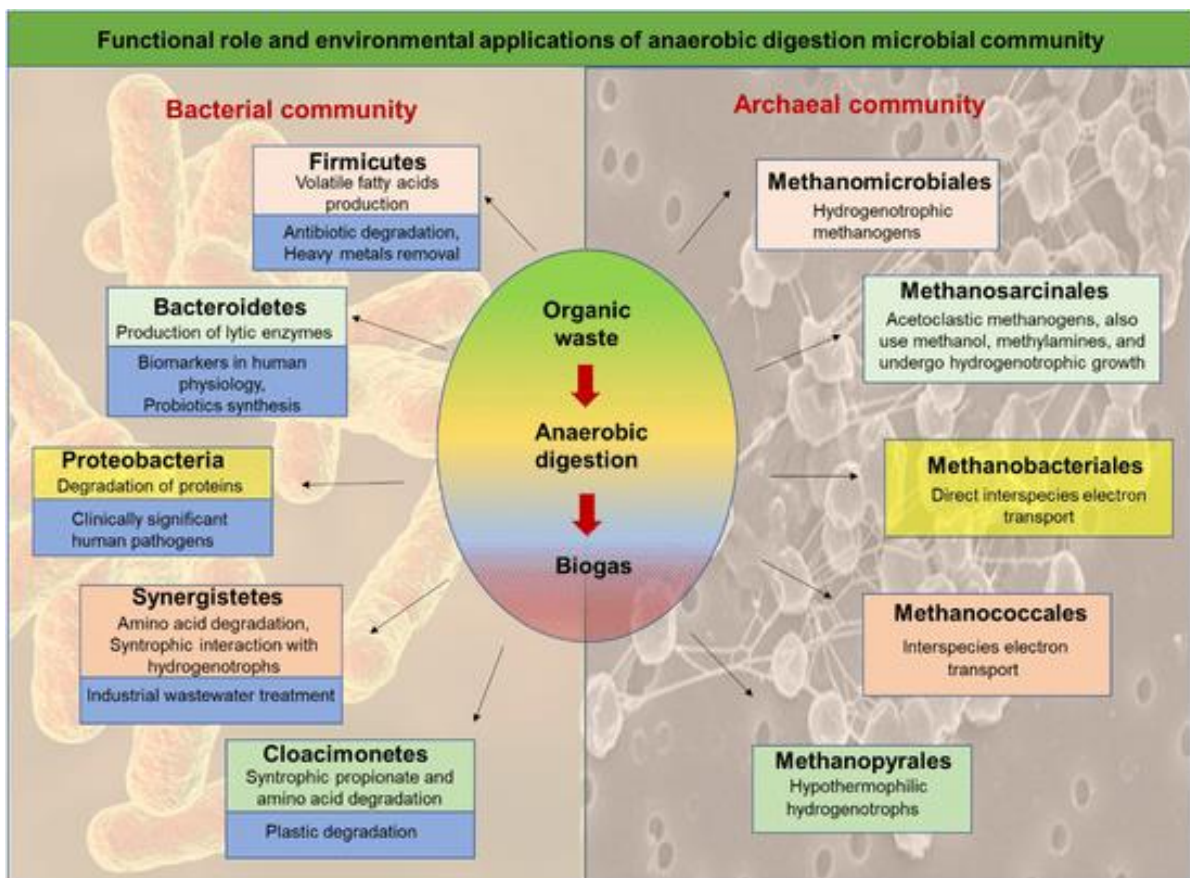 Functional role and environmental applications of anaerobic digestion microbial community
Bacterial community
Firmicutes
Volatile fatty acids
production
Antibiotic degradation,
Heavy metals removal
Bacteroidetes
Production of lytic enzymes
Biomarkers in human
physiology,
Probiotics synthesis
Proteobacteria
Degradation of proteins
Clinically significant
human pathogens
Synergistetes
Amino acid degradation,
Syntrophic interaction with
hydrogenotrophs
Industrial wastewater treatment
Cloacimonetes
Syntrophic propionate and
amino acid degradation
Plastic degradation
Organic
waste
Anaerobic
digestion
Biogas
Archaeal community
Methanomicrobiales
Hydrogenotrophic
methanogens
Methanosarcinales
Acetoclastic methanogens, also
use methanol, methylamines, and
undergo hydrogenotrophic growth
Methanobacteriales
Direct interspecies electron
transport
Methanococcales
Interspecies electron
transport
Methanopyrales
Hypothermophilic
hydrogenotrophs